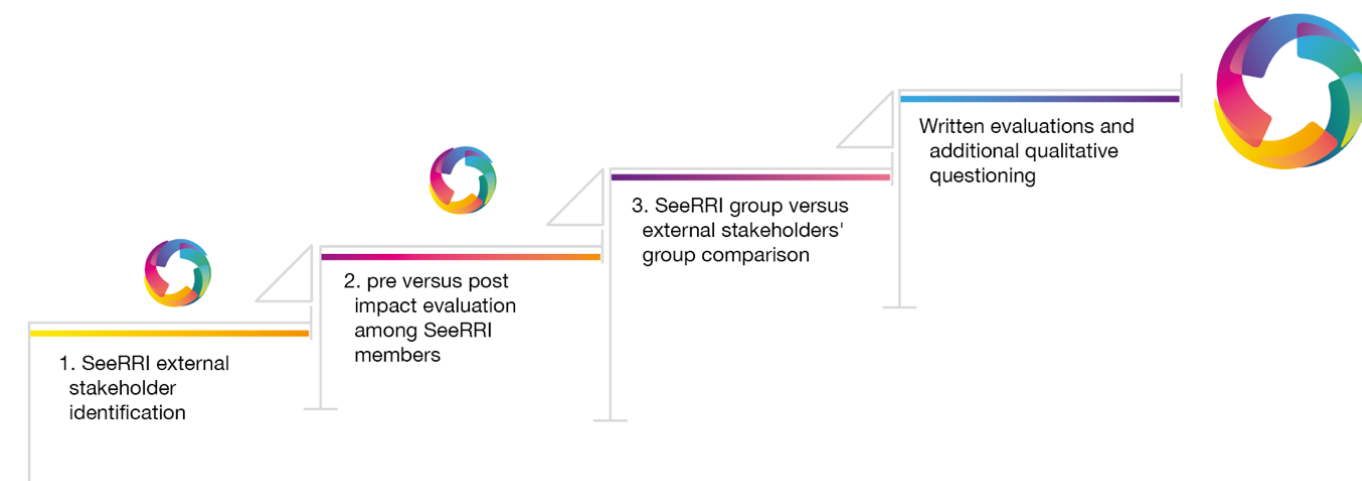 1. SeeRRI external
stakeholder
identification
2. pre versus post
impact evaluation
among SeeRRI
members
3. SeeRRI group versus
external stakeholders'
group comparison
Written evaluations and
additional qualitative
questioning